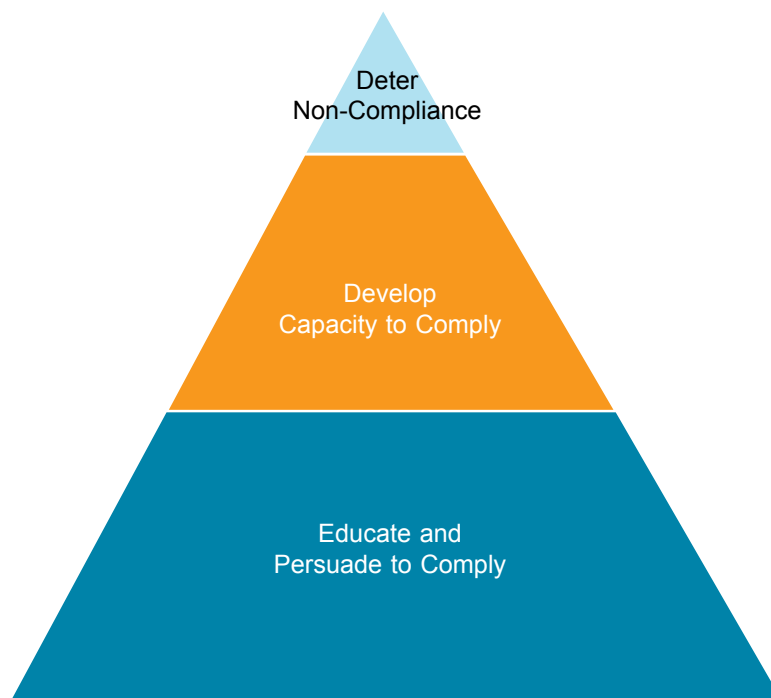 Deter
Non-Compliance
Develop
Capacity to Comply
Educate and
Persuade to Comply